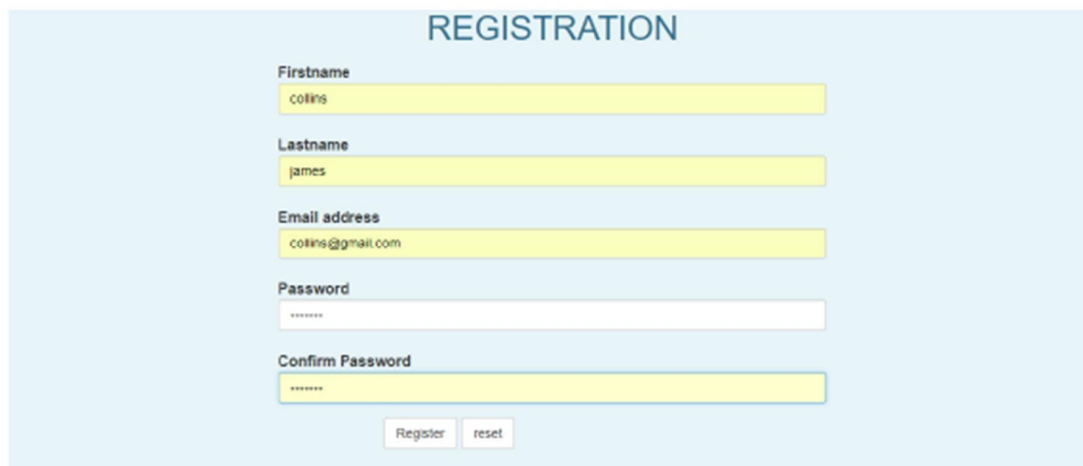 REGISTRATION
Firstname
collins
Lastname
james
Email address
collins@gmail.com
Password
•••••••
Confirm Password
•••••••
Register reset